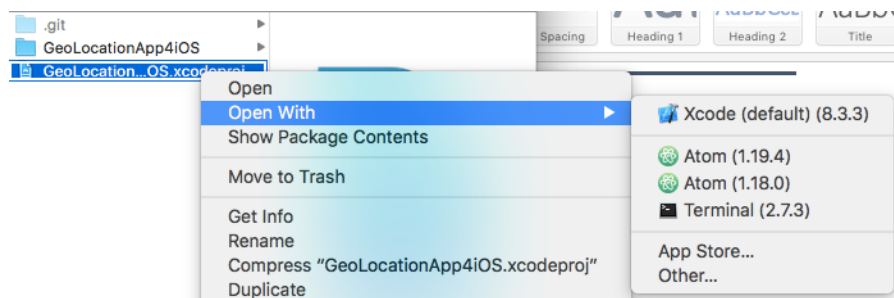 .git
GeoLocationApp4iOS
GeoLocation...OS.xcodeproj
Spacing
Heading 1
Heading 2
Title
Open
Open With
Show Package Contents
Move to Trash
Get Info
Rename
Compress “GeoLocationApp4iOS.xcodeproj”
Duplicate
Xcode (default) (8.3.3)
Atom (1.19.4)
Atom (1.18.0)
Terminal (2.7.3)
App Store...
Other...